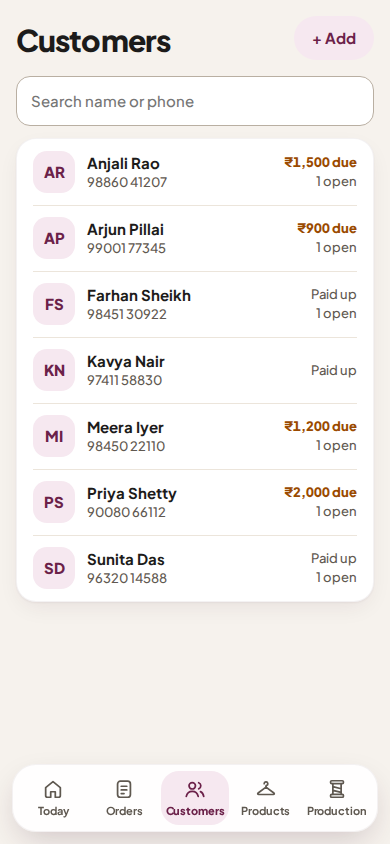 Customers
+ Add
Search name or phone
AR
Anjali Rao
98860 41207
₹1,500 due
1 open
AP
Arjun Pillai
99001 77345
₹900 due
1 open
FS
Farhan Sheikh
98451 30922
Paid up
1 open
KN
Kavya Nair
97411 58830
Paid up
MI
Meera Iyer
98450 22110
₹1,200 due
1 open
PS
Priya Shetty
90080 66112
₹2,000 due
1 open
SD
Sunita Das
96320 14588
Paid up
1 open
Today
Orders
Customers
Products
Production